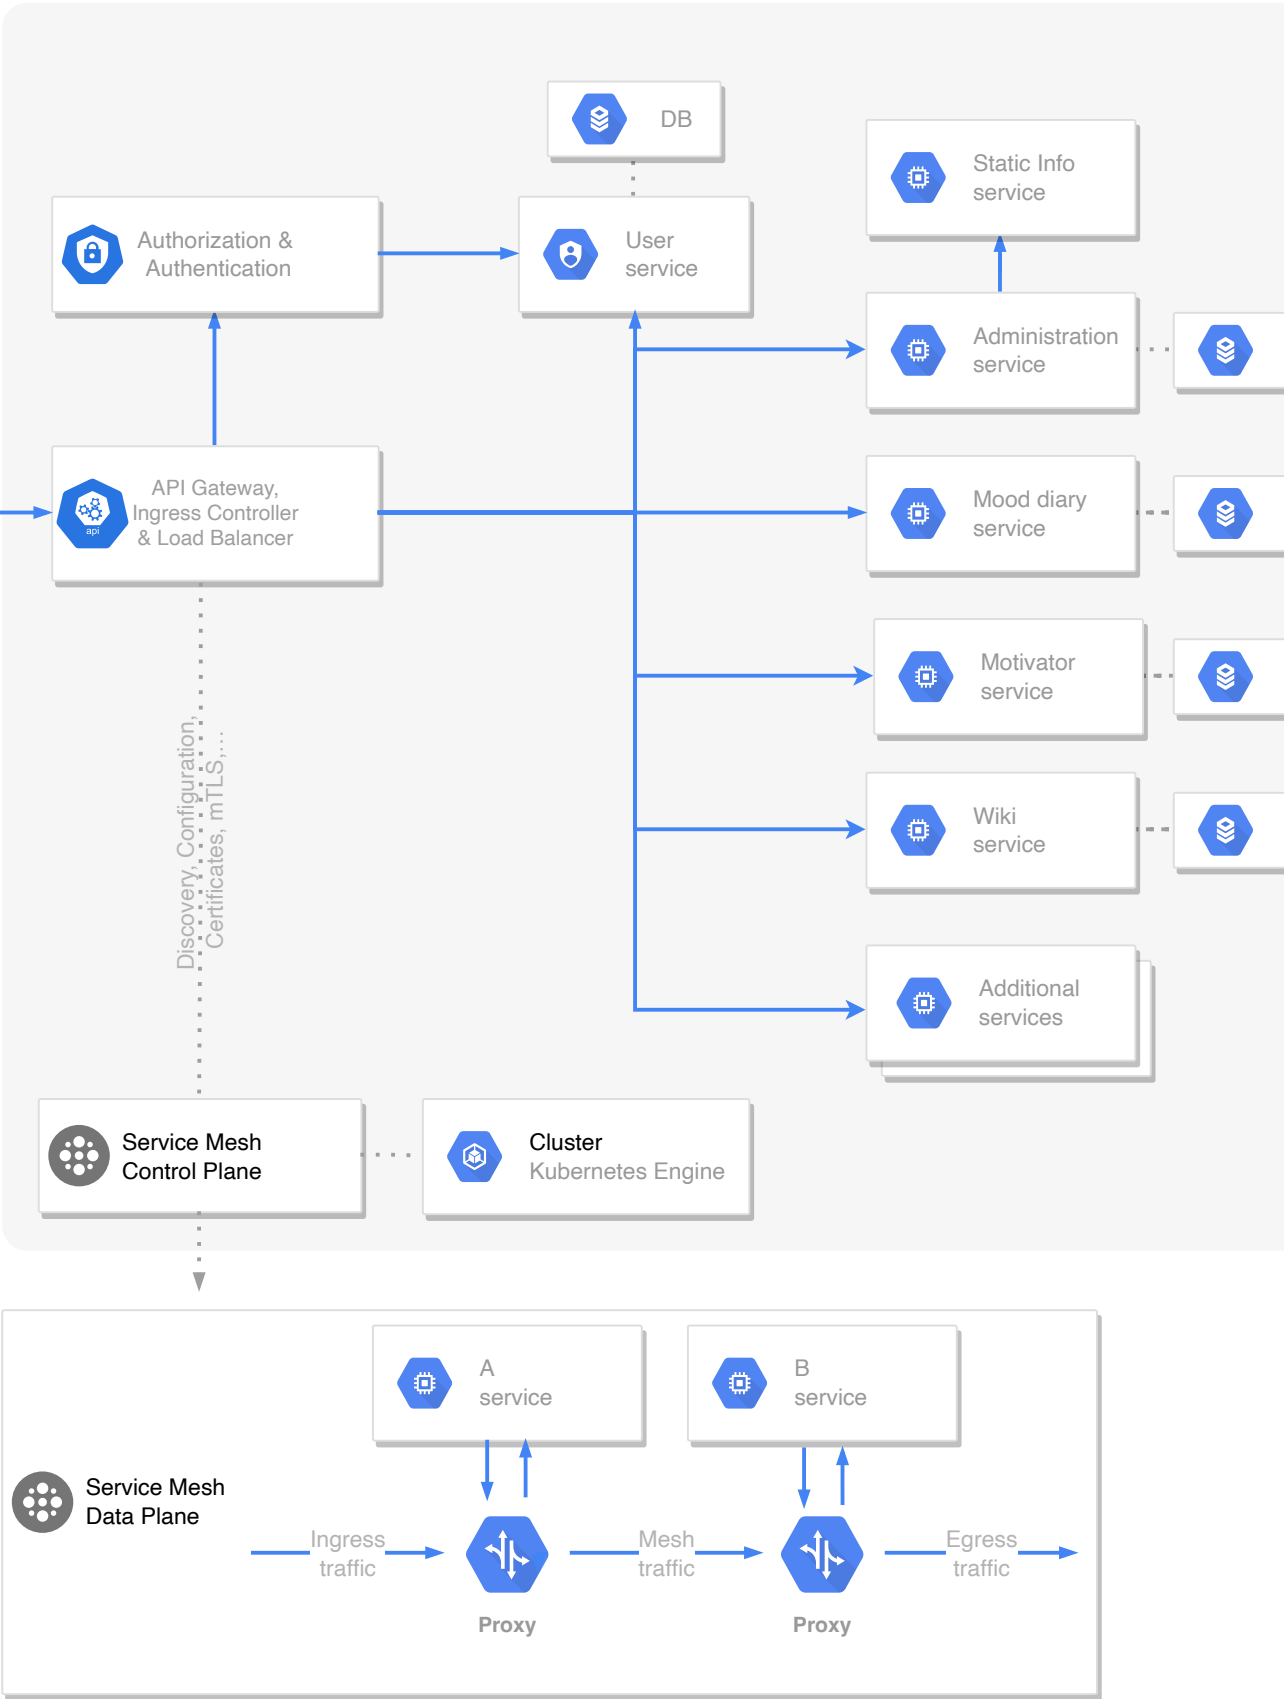 DB
Static Info
service
Authorization &
Authentication
User
service
Administration
service
API Gateway,
Ingress Controller
& Load Balancer
api
Mood diary
service
Motivator
service
Discovery, Configuration,
Certificates, mTLS,...
Wiki
service
Additional
services
Service Mesh
Control Plane
Cluster
Kubernetes Engine
A
service
B
service
Service Mesh
Data Plane
Ingress
traffic
Mesh
traffic
Egress
traffic
Proxy
Proxy